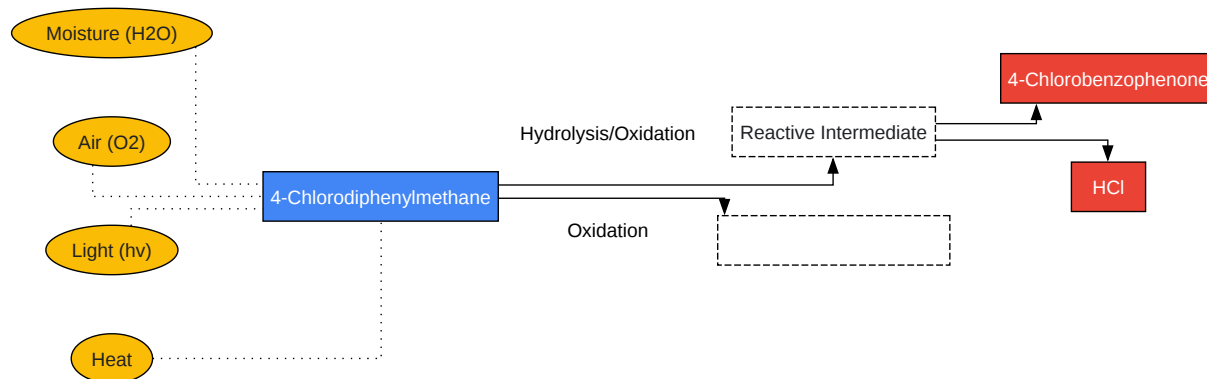 Moisture (H2O)
4-Chlorobenzophenone
Air (O2)
Hydrolysis/Oxidation
Reactive Intermediate
HCl
4-Chlorodiphenylmethane
Oxidation
Light (hv)
Heat